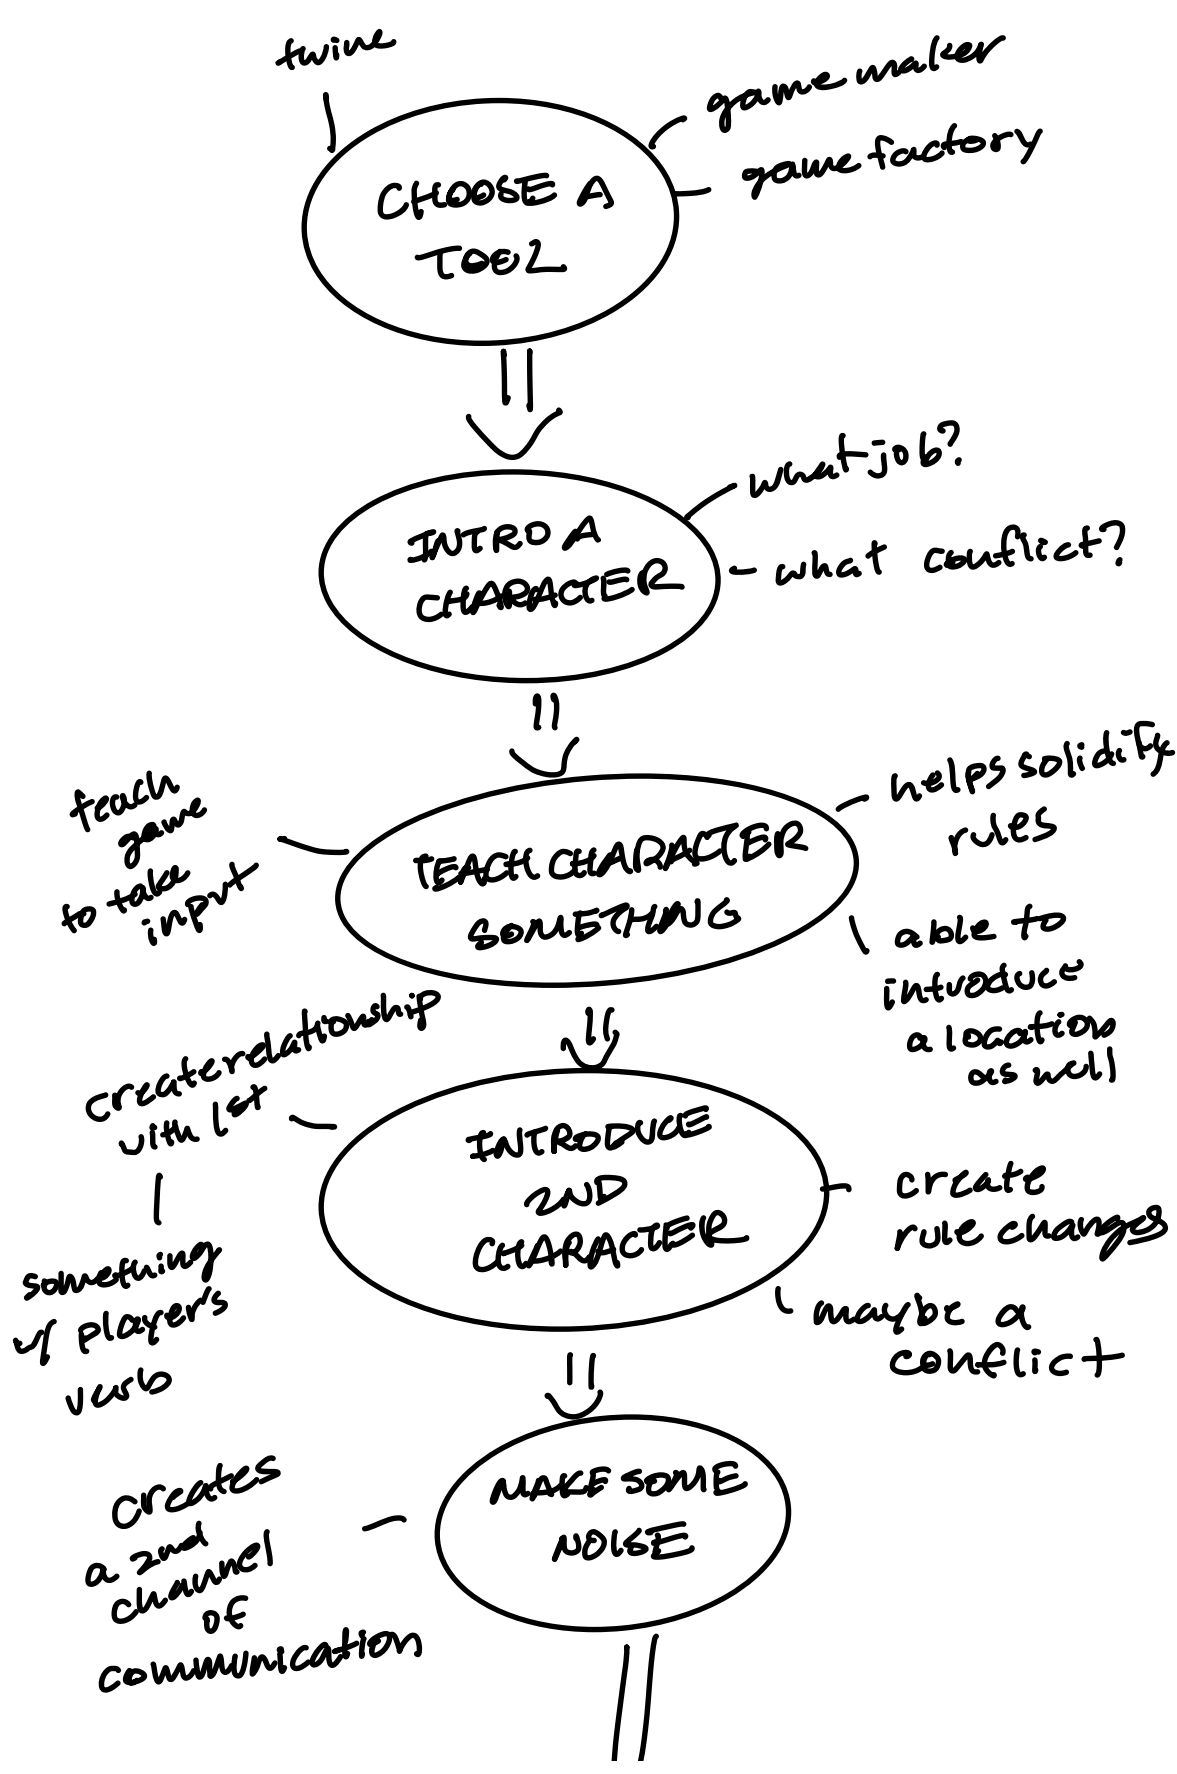 twine
game maker
game factory
CHOOSE A
TOOL
what job?
what conflict?
INTRO A
CHARACTER
teach
game
to take
input
helps solidify
rules
TEACH CHARACTER
SOMETHING
able to
introduce
a location
as well
create relationship
with 1st
something
w/ player's
verb
INTRODUCE
2ND
CHARACTER
create
rule changes
maybe a
conflict
MAKE SOME
NOISE
creates
a 2nd
channel
of
communication